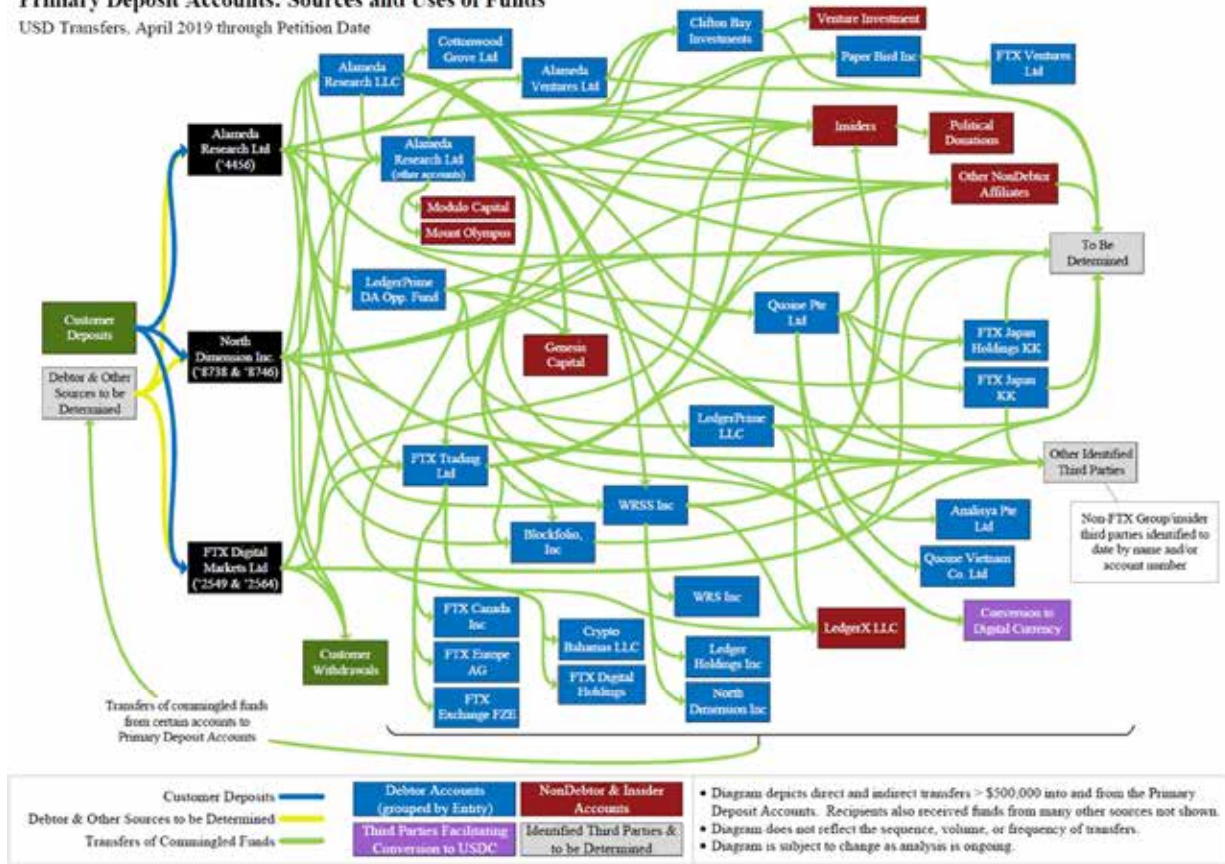 Primary Deposit Accounts: Sources and Uses of Funds
USD Transfers, April 2019 through Petition Date
Clifton Bay
Investments
Venture Investment
Cottonwood
Grove Ltd
Paper Bird Inc
FTX Ventures
Ltd
Alameda
Research LLC
Alameda
Ventures Ltd
Alameda
Research Ltd
('4456)
Insiders
Political
Donations
Alameda
Research Ltd
(other accounts)
Other NonDebtor
Affiliates
Modulo Capital
Mount Olympus
To Be
Determined
LedgerPrime
DA Opp. Fund
Quoine Pte
Ltd
Customer
Deposits
North
Dimension Inc.
('8738 & '8746)
Genesis
Capital
FTX Japan
Holdings KK
Debtor & Other
Sources to be
Determined
FTX Japan
KK
LedgerPrime
LLC
FTX Trading
Ltd
Other Identified
Third Parties
WRSS Inc
Analisya Pte
Ltd
Non-FTX Group/insider
third parties identified to
date by name and/or
account number
Blockfolio,
Inc
FTX Digital
Markets Ltd
('2549 & '2564)
Quoine Vietnam
Co. Ltd
WRS Inc
FTX Canada
Inc
Crypto
Bahamas LLC
LedgerX LLC
Conversion to
Digital Currency
Customer
Withdrawals
FTX Europe
AG
Ledger
Holdings Inc
FTX Digital
Holdings
FTX
Exchange FZE
North
Dimension Inc
Transfers of commingled funds
from certain accounts to
Primary Deposit Accounts
Customer Deposits
Debtor & Other Sources to be Determined
Transfers of Commingled Funds
Debtor Accounts
(grouped by Entity)
NonDebtor & Insider
Accounts
Third Parties Facilitating
Conversion to USDC
Identified Third Parties &
to be Determined
• Diagram depicts direct and indirect transfers > $500,000 into and from the Primary
Deposit Accounts. Recipients also received funds from many other sources not shown.
• Diagram does not reflect the sequence, volume, or frequency of transfers.
• Diagram is subject to change as analysis is ongoing.